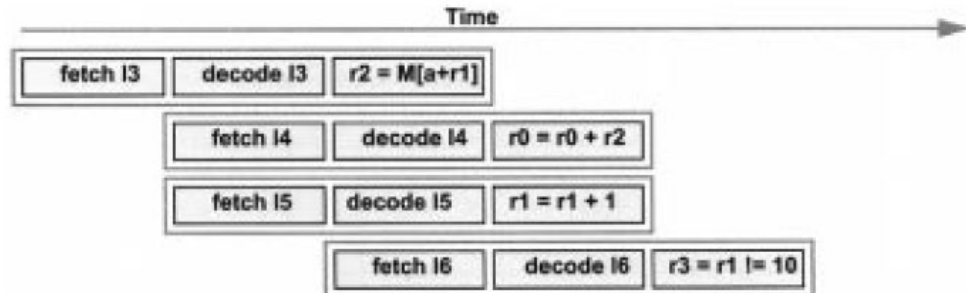 Time
fetch I3 decode I3 r2 = M[a+r1]
fetch I4 decode I4 r0 = r0 + r2
fetch I5 decode I5 r1 = r1 + 1
fetch I6 decode I6 r3 = r1 != 10